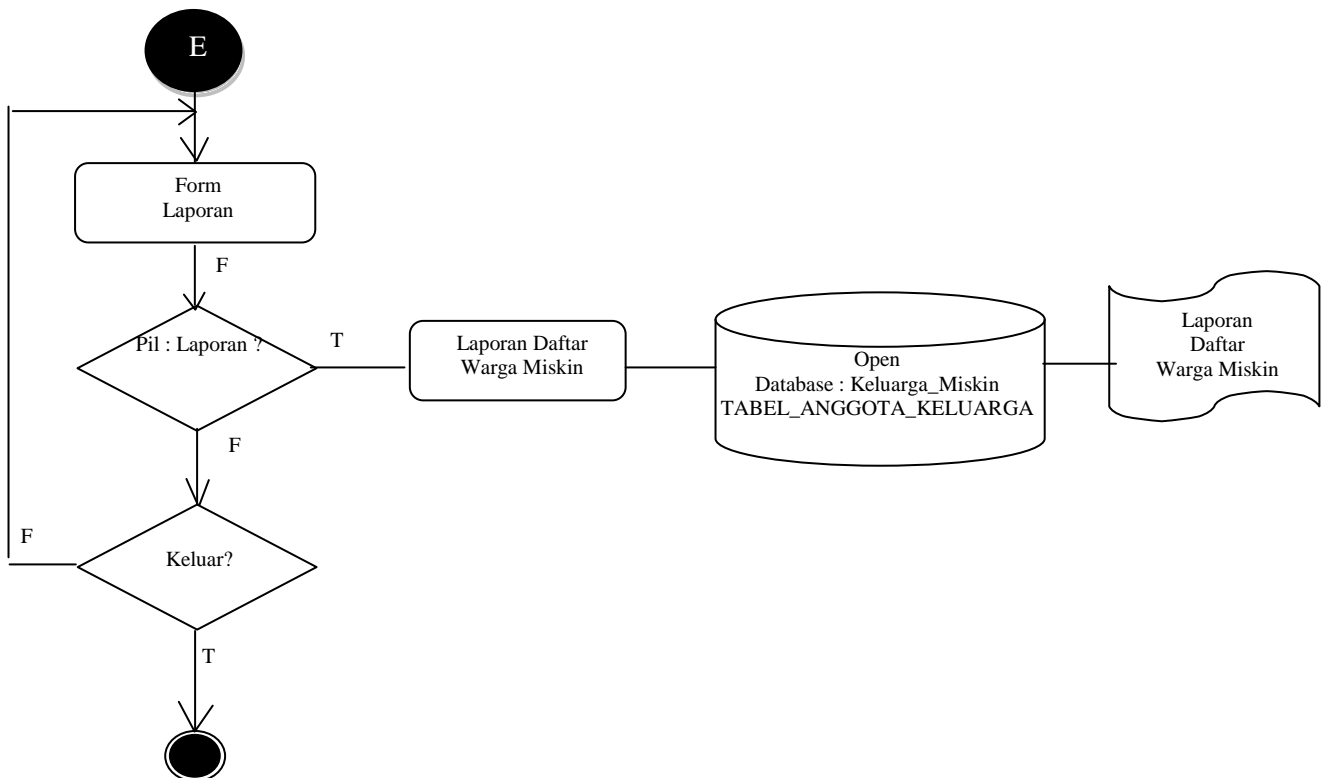 E
Form
Laporan
F
Pil : Laporan ?
T
Laporan Daftar
Warga Miskin
Open
Database : Keluarga_Miskin
TABEL_ANGGOTA_KELUARGA
Laporan
Daftar
Warga Miskin
F
Keluar?
F
T